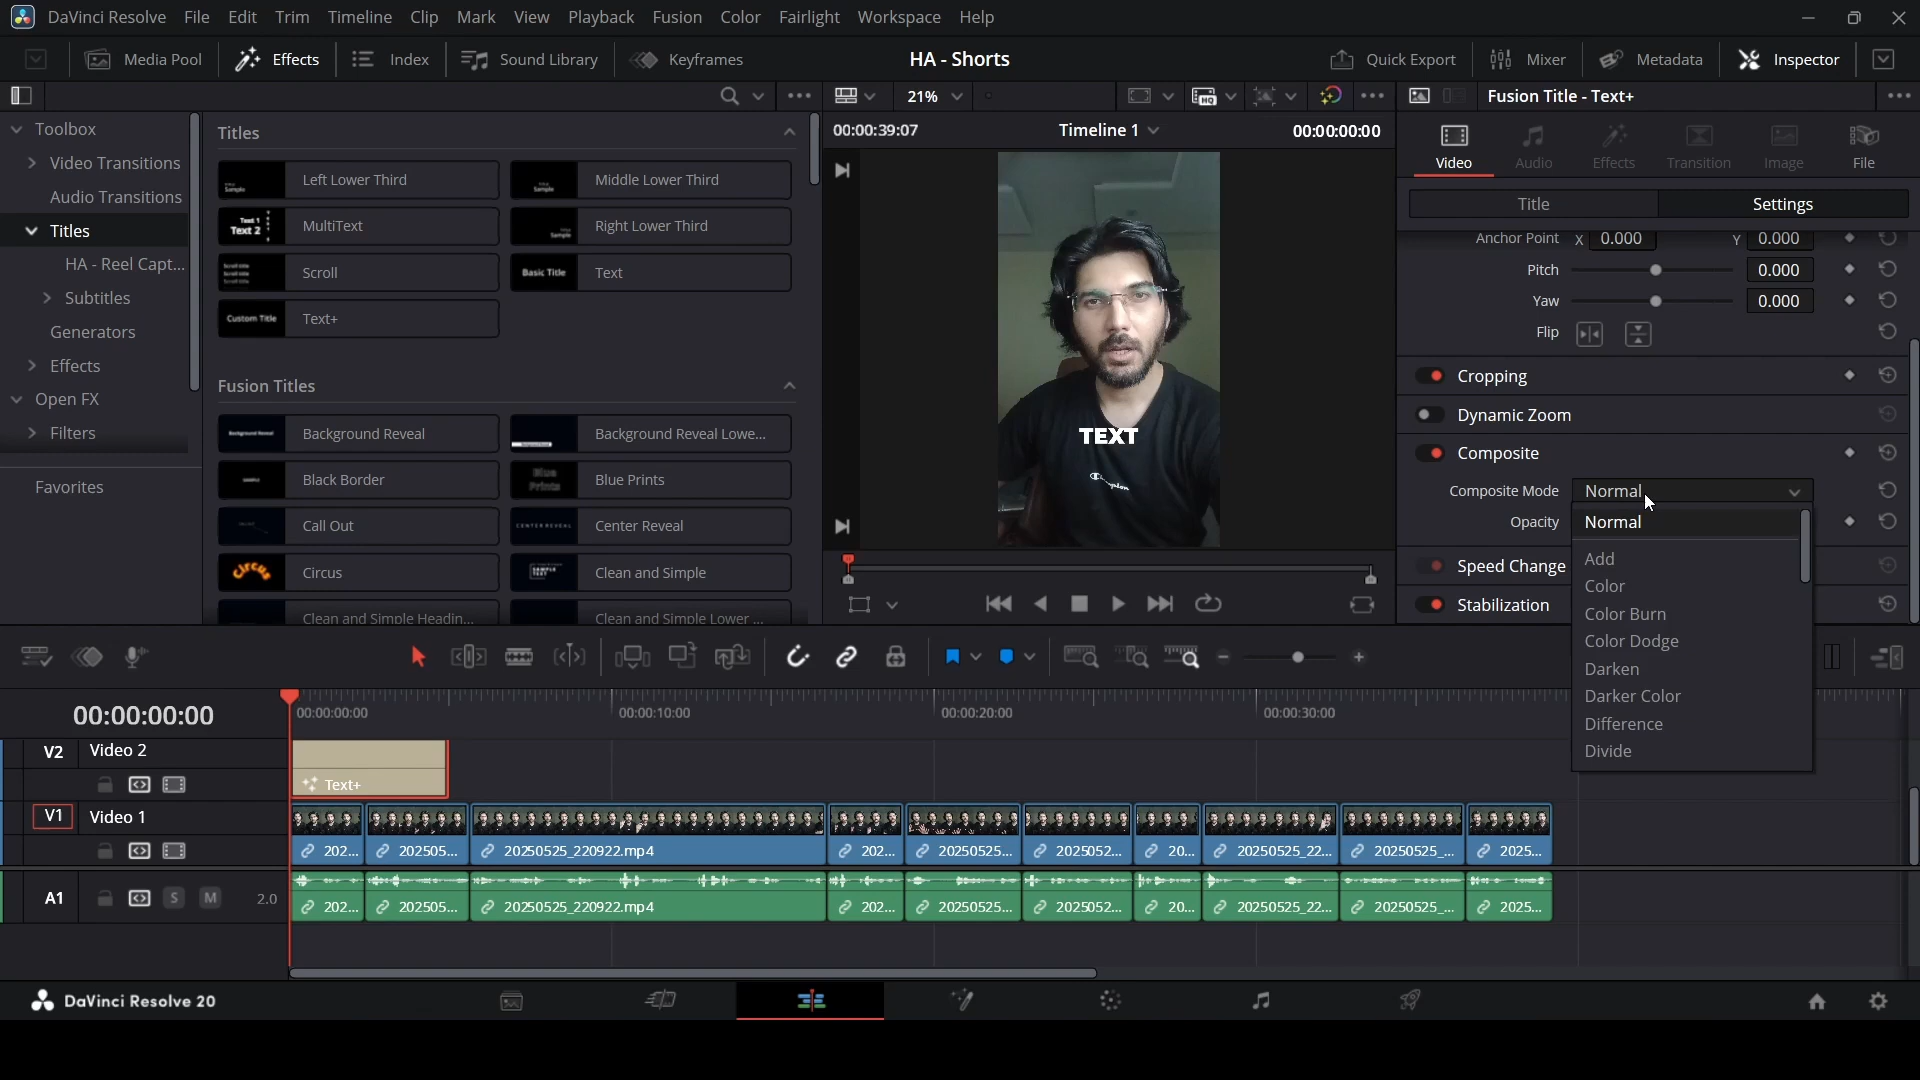 DaVinci Resolve File Edit Trim Timeline Clip Mark View Playback Fusion Color Fairlight Workspace Help
Media Pool Effects Index Sound Library Keyframes HA - Shorts Quick Export Mixer Metadata Inspector
21% Fusion Title - Text+
Toolbox
Video Transitions
Audio Transitions
Titles
HA - Reel Capt...
Subtitles
Generators
Effects
Open FX
Filters
Favorites
Titles
Left Lower Third Middle Lower Third
MultiText Right Lower Third
Scroll Basic Title Text
Custom Title Text+
Fusion Titles
Background Reveal Background Reveal Lowe...
Black Border Blue Prints Blue Prints
Call Out CENTER REVEAL Center Reveal
Circus Circus Clean and Simple
Clean and Simple Headin... Clean and Simple Lower ...
00:00:39:07 Timeline 1 00:00:00:00
TEXT
Video Audio Effects Transition Image File
Title Settings
Anchor Point X 0.000 Y 0.000
Pitch 0.000
Yaw 0.000
Flip
Cropping
Dynamic Zoom
Composite
Composite Mode Normal
Opacity
Speed Change
Stabilization
Normal
Add
Color
Color Burn
Color Dodge
Darken
Darker Color
Difference
Divide
00:00:00:00 00:00:00:00 00:00:10:00 00:00:20:00 00:00:30:00
V2 Video 2
Text+
V1 Video 1
202... 202505... 20250525_220922.mp4 202... 20250525... 2025052... 20... 20250525_22... 20250525_... 2025...
A1 S M 2.0
202... 202505... 20250525_220922.mp4 202... 20250525... 2025052... 20... 20250525_22... 20250525_... 2025...
DaVinci Resolve 20